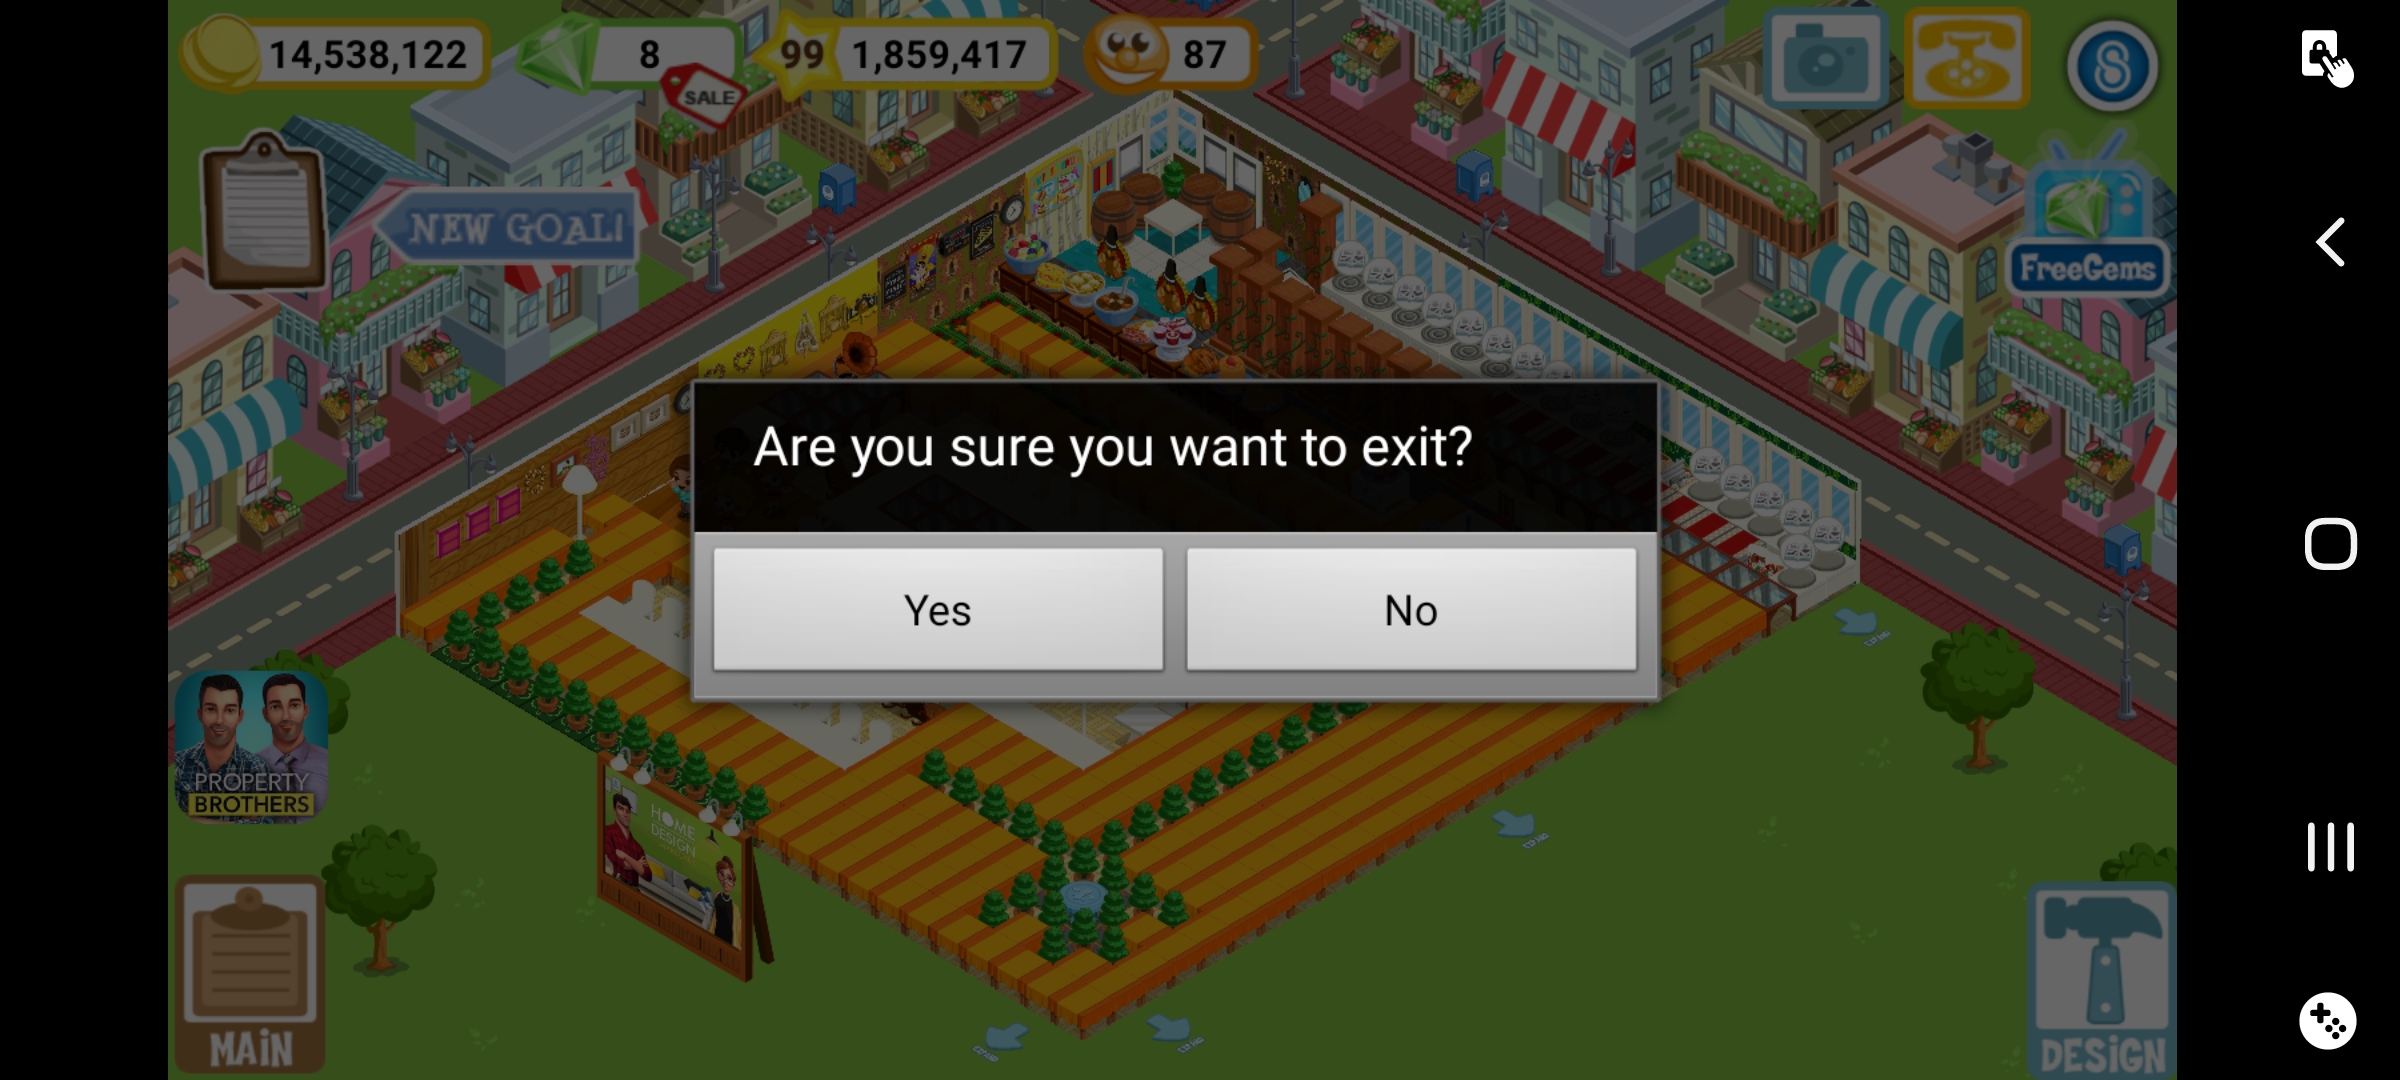 14,538,122
8
SALE
99
1,859,417
87
NEW GOAL!
FreeGems
Are you sure you want to exit?
Yes
No
PROPERTY
BROTHERS
HOME
DESIGN
MAIN
DESIGN